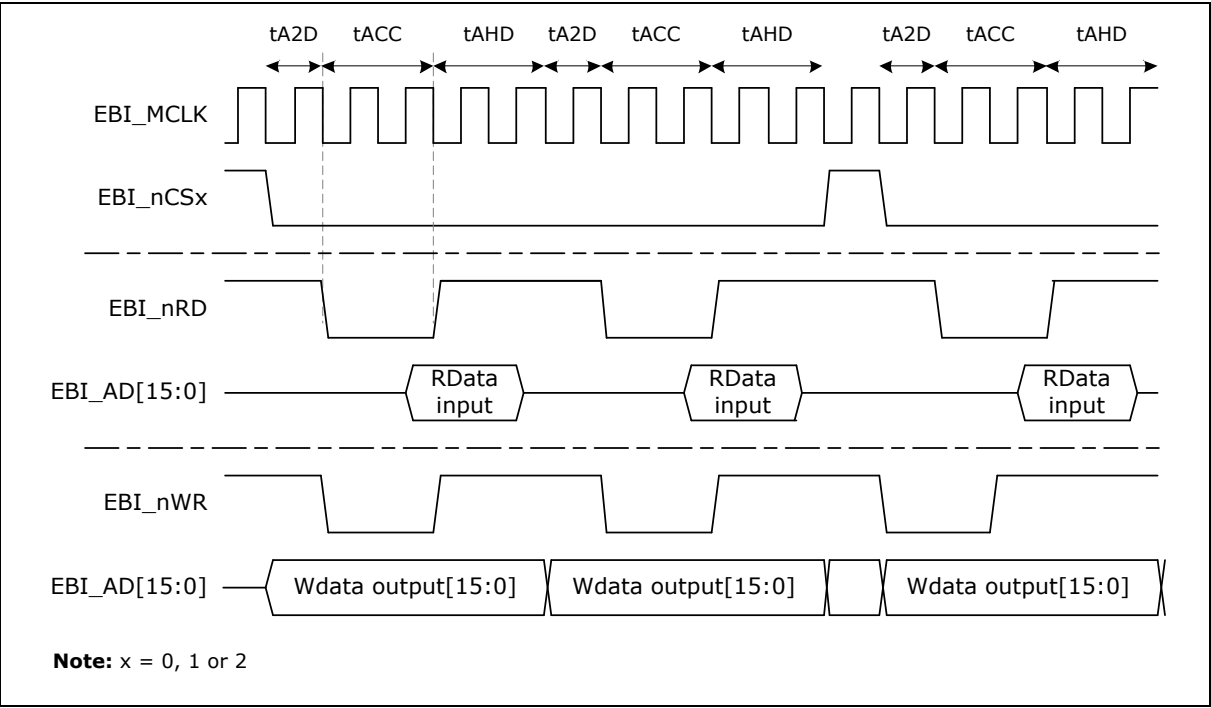 tA2D tACC tAHD tA2D tACC tAHD tA2D tACC tAHD
EBI_MCLK
EBI_nCSx
EBI_nRD
EBI_AD[15:0]
RData input
RData input
RData input
EBI_nWR
EBI_AD[15:0] Wdata output[15:0] Wdata output[15:0] Wdata output[15:0]
Note: x = 0, 1 or 2